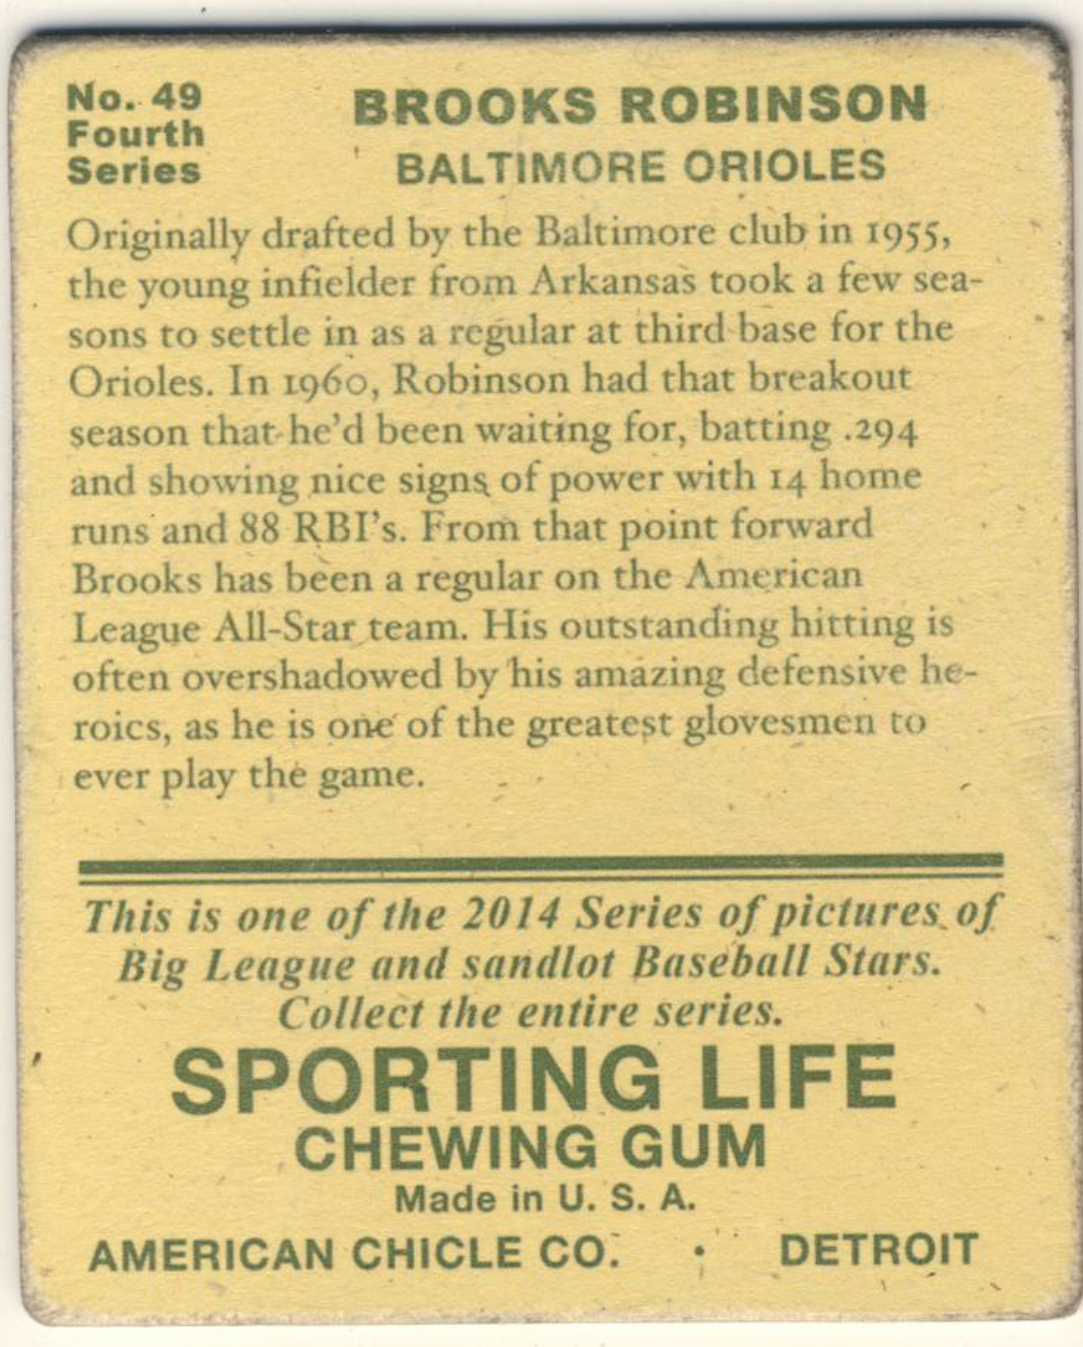 No. 49
Fourth
Series
BROOKS ROBINSON
BALTIMORE ORIOLES
Originally drafted by the Baltimore club in 1955,
the young infielder from Arkansas took a few sea-
sons to settle in as a regular at third base for the
Orioles. In 1960, Robinson had that breakout
season that he'd been waiting for, batting .294
and showing nice signs of power with 14 home
runs and 88 RBI's. From that point forward
Brooks has been a regular on the American
League All-Star team. His outstanding hitting is
often overshadowed by his amazing defensive he-
roics, as he is one of the greatest glovesmen to
ever play the game.
This is one of the 2014 Series of pictures of
Big League and sandlot Baseball Stars.
Collect the entire series.
SPORTING LIFE
CHEWING GUM
Made in U. S. A.
AMERICAN CHICLE CO. • DETROIT